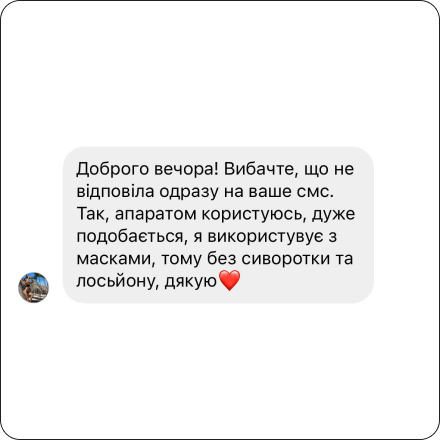 Доброго вечора! Вибачте, що не
відповіла одразу на ваше смс.
Так, апаратом користуюсь, дуже
подобається, я використувує з
масками, тому без сиворотки та
лосьйону, дякую❤️